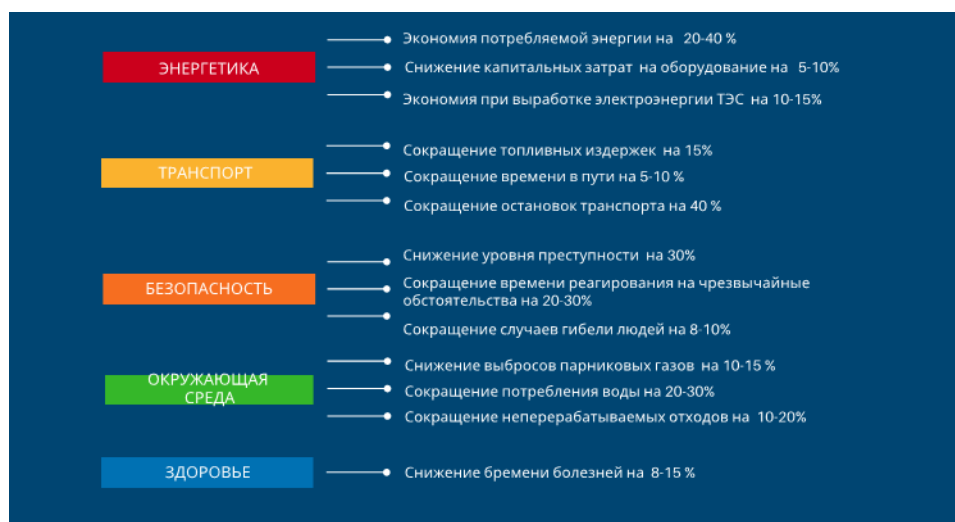 ЭНЕРГЕТИКА
Экономия потребляемой энергии на 20-40 %
Снижение капитальных затрат на оборудование на 5-10%
Экономия при выработке электроэнергии ТЭС на 10-15%
ТРАНСПОРТ
Сокращение топливных издержек на 15%
Сокращение времени в пути на 5-10 %
Сокращение остановок транспорта на 40 %
БЕЗОПАСНОСТЬ
Снижение уровня преступности на 30%
Сокращение времени реагирования на чрезвычайные
обстоятельства на 20-30%
Сокращение случаев гибели людей на 8-10%
ОКРУЖАЮЩАЯ
СРЕДА
Снижение выбросов парниковых газов на 10-15 %
Сокращение потребления воды на 20-30%
Сокращение неперерабатываемых отходов на 10-20%
ЗДОРОВЬЕ
Снижение бремени болезней на 8-15 %